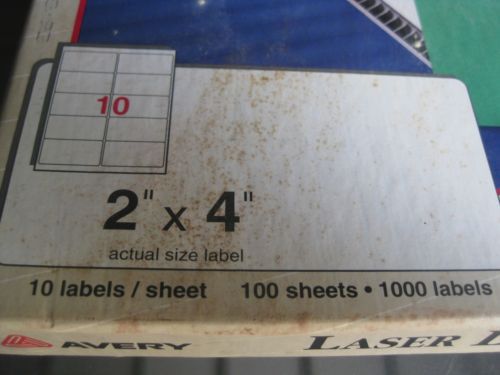 10
2" x 4"
actual size label
10 labels / sheet 100 sheets • 1000 labels
AVERY LASER